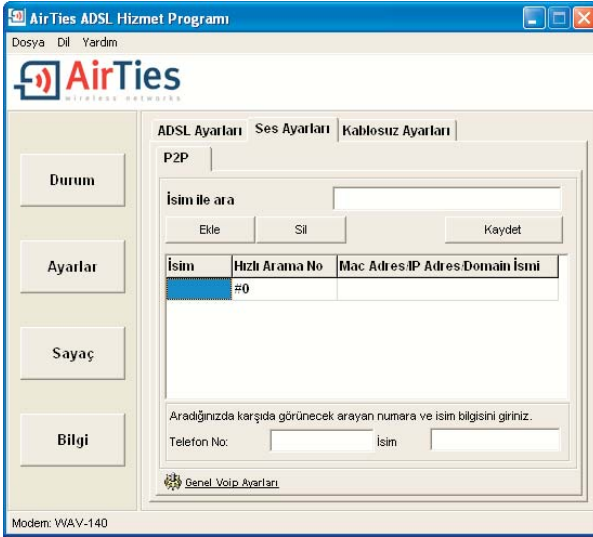 AirTies ADSL Hizmet Programı
Dosya Dil Yardım
AirTies
wireless networks
ADSL Ayarları Ses Ayarları Kablosuz Ayarları
P2P
Durum
İsim ile ara
Ekle Sil Kaydet
Ayarlar
İsim Hızlı Arama No Mac Adres/IP Adres/Domain İsmi
#0
Sayaç
Aradığınızda karşıda görünecek arayan numara ve isim bilgisini giriniz.
Bilgi
Telefon No: İsim
Genel Voip Ayarları
Modem: WAV-140